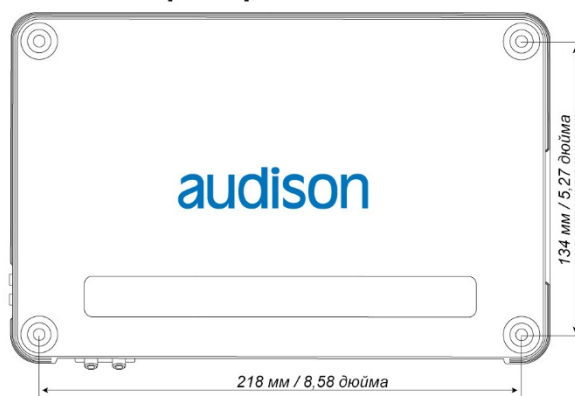 audison
134 мм / 5,27 дюйма
218 мм / 8,58 дюйма